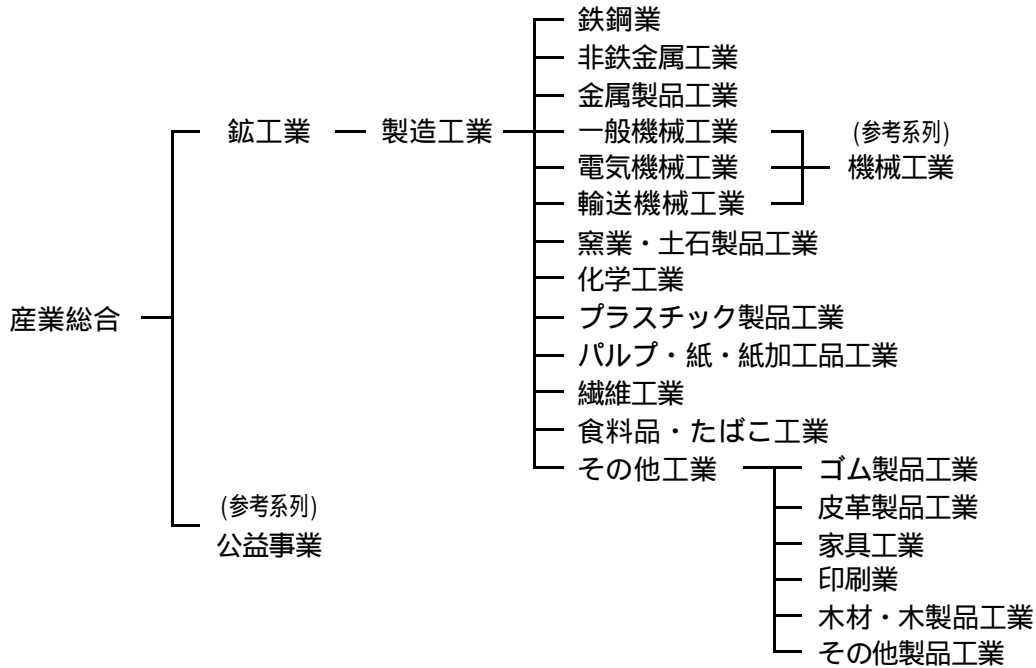 鉄鋼業
非鉄金属工業
金属製品工業
鉱工業
製造工業
一般機械工業
(参考系列)
電気機械工業
機械工業
輸送機械工業
窯業・土石製品工業
化学工業
産業総合
プラスチック製品工業
パルプ・紙・紙加工品工業
繊維工業
食料品・たばこ工業
その他工業
ゴム製品工業
(参考系列)
公益事業
皮革製品工業
家具工業
印刷業
木材・木製品工業
その他製品工業